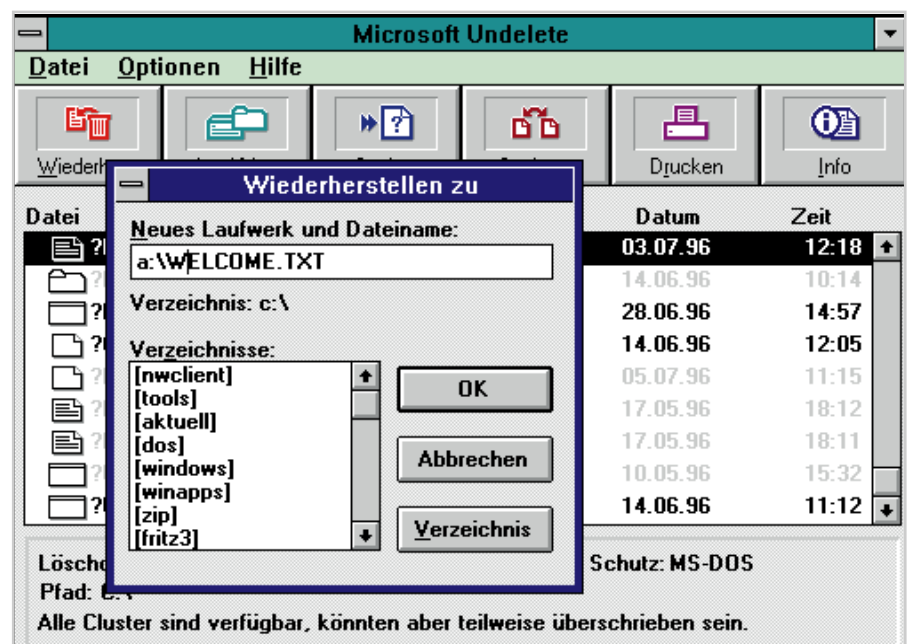 Microsoft Undelete
Datei Optionen Hilfe
Drucken Info
Wiederherstellen zu
Datei Datum Zeit
Neues Laufwerk und Dateiname:
a:\WELCOME.TXT
Verzeichnis: c:\
Verzeichnisse:
[nwclient]
[tools]
[aktuell]
[dos]
[windows]
[winapps]
[zip]
[fritz3]
OK
Abbrechen
Verzeichnis
03.07.96 12:18
14.06.96 10:14
28.06.96 14:57
14.06.96 12:05
05.07.96 11:15
17.05.96 18:12
17.05.96 18:11
10.05.96 15:32
14.06.96 11:12
Schutz: MS-DOS
Pfad:
Alle Cluster sind verfügbar, könnten aber teilweise überschrieben sein.